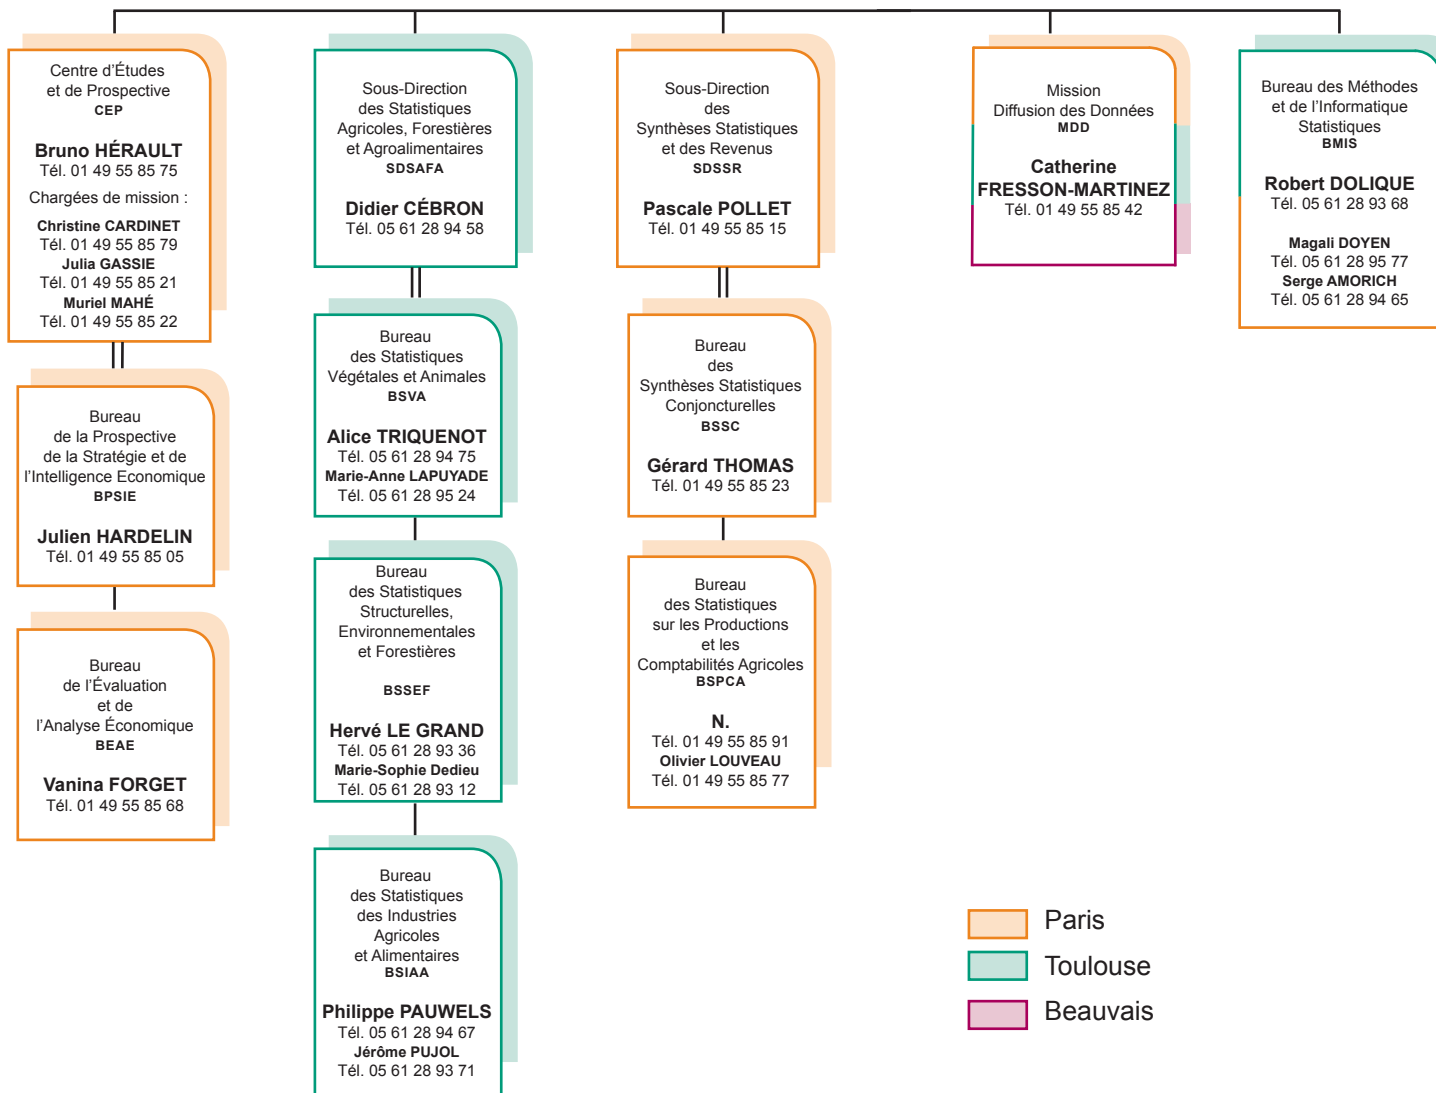 Centre d'Études
et de Prospective
CEP
Bruno HÉRAULT
Tél. 01 49 55 85 75
Chargées de mission :
Christine CARDINET
Tél. 01 49 55 85 79
Julia GASSIE
Tél. 01 49 55 85 21
Muriel MAHÉ
Tél. 01 49 55 85 22
Bureau
de la Prospective
de la Stratégie et de
l'Intelligence Economique
BPSIE
Julien HARDELIN
Tél. 01 49 55 85 05
Bureau
de l'Évaluation
et de
l'Analyse Économique
BEAE
Vanina FORGET
Tél. 01 49 55 85 68
Sous-Direction
des Statistiques
Agricoles, Forestières
et Agroalimentaires
SDSAFA
Didier CÉBRON
Tél. 05 61 28 94 58
Bureau
des Statistiques
Végétales et Animales
BSVA
Alice TRIQUENOT
Tél. 05 61 28 94 75
Marie-Anne LAPUYADE
Tél. 05 61 28 95 24
Bureau
des Statistiques
Structurelles,
Environnementales
et Forestières
BSSEF
Hervé LE GRAND
Tél. 05 61 28 93 36
Marie-Sophie Dedieu
Tél. 05 61 28 93 12
Bureau
des Statistiques
des Industries
Agricoles
et Alimentaires
BSIAA
Philippe PAUWELS
Tél. 05 61 28 94 67
Jérôme PUJOL
Tél. 05 61 28 93 71
Sous-Direction
des
Synthèses Statistiques
et des Revenus
SDSSR
Pascale POLLET
Tél. 01 49 55 85 15
Bureau
des
Synthèses Statistiques
Conjoncturelles
BSSC
Gérard THOMAS
Tél. 01 49 55 85 23
Bureau
des Statistiques
sur les Productions
et les
Comptabilités Agricoles
BSPCA
N.
Tél. 01 49 55 85 91
Olivier LOUVEAU
Tél. 01 49 55 85 77
Mission
Diffusion des Données
MDD
Catherine
FRESSON-MARTINEZ
Tél. 01 49 55 85 42
Bureau des Méthodes
et de l'Informatique
Statistiques
BMIS
Robert DOLIQUE
Tél. 05 61 28 93 68
Magali DOYEN
Tél. 05 61 28 95 77
Serge AMORICH
Tél. 05 61 28 94 65
Paris
Toulouse
Beauvais